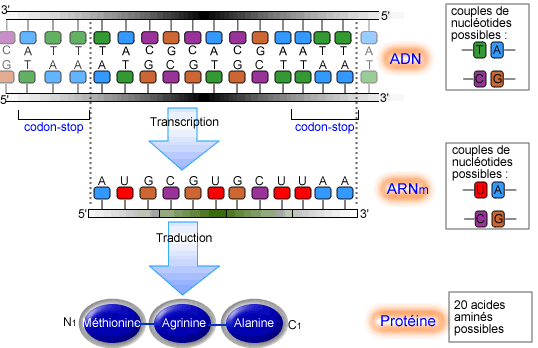 3'
5'
C A T T T A C G C A C G A A T T A
G T A A A T G C G T G C T T A A T
ADN
couples de
nucléotides
possibles :
T A
C G
5'
3'
codon-stop
Transcription
codon-stop
A U G C G U G C U U A A
ARNm
5'
3'
couples de
nucléotides
possibles :
U A
C G
Traduction
N1
Méthioninc
Agrinine
Alanine
C1
Protéine
20 acides
aminés
possibles